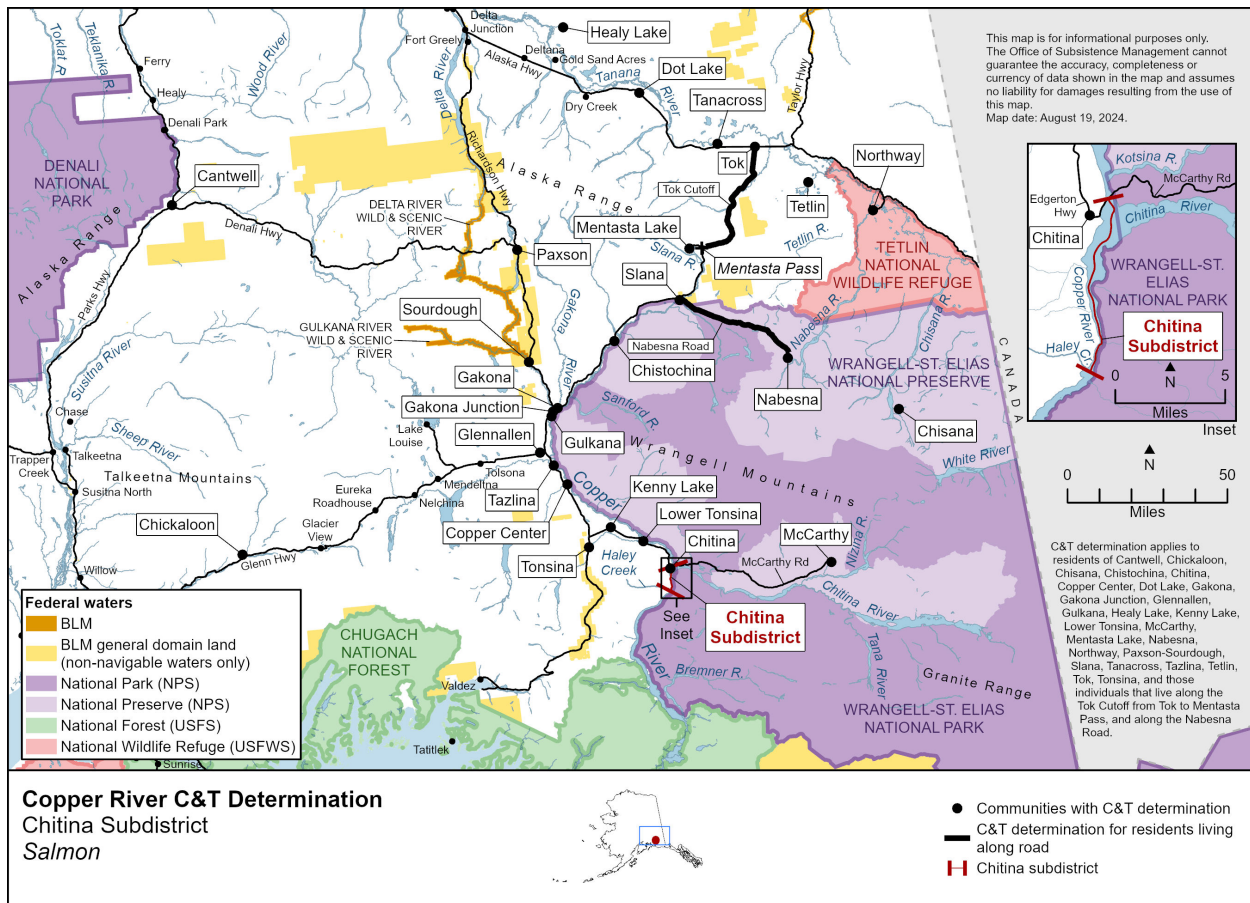 Toklat R.
Teklanika R.
Wood River
Ferry
Healy
Denali Park
DENALI
NATIONAL
PARK
Alaska Range
Cantwell
Denali Hwy
Parks Hwy
Susitna River
Chase
Sheep River
Talkeetna
Trapper
Creek
Susitna North
Talkeetna Mountains
Chickaloon
Glenn Hwy
Willow
Sunrise
Delta
Junction
Fort Greely
Deltana
Healy Lake
Gold Sand Acres
Alaska Hwy
Tanana
River
Dry Creek
Dot Lake
Tanacross
Taylor Hwy
Tok
Tok Cutoff
Northway
Tetlin
Tetlin R.
TETLIN
NATIONAL
WILDLIFE REFUGE
Delta River
Richardson Hwy
Alaska Range
DELTA RIVER
WILD & SCENIC
RIVER
Paxson
Mentasta Lake
Mentasta Pass
Slana R.
Slana
Gakona
River
Sourdough
GULKANA RIVER
WILD & SCENIC
RIVER
Nabesna Road
Nabesna R.
Chisana R.
Chistochina
Nabesna
WRANGELL-ST. ELIAS
NATIONAL PRESERVE
Chisana
CANADA
Gakona
Gakona Junction
Sanford R.
Lake
Louise
Glennallen
Gulkana
Wrangell Mountains
White River
Tolsona
Mendeltna
Nelchina
Eureka
Roadhouse
Glacier
View
Tazlina
Copper
River
Kenny Lake
Copper Center
Lower Tonsina
Tonsina
Haley
Creek
Chitina
McCarthy
McCarthy Rd
Nizina R.
Chitina River
See
Inset
Chitina
Subdistrict
Tana River
Bremner R.
Granite Range
WRANGELL-ST. ELIAS
NATIONAL PARK
CHUGACH
NATIONAL
FOREST
Valdez
Tatitlek
This map is for informational purposes only.
The Office of Subsistence Management cannot
guarantee the accuracy, completeness or
currency of data shown in the map and assumes
no liability for damages resulting from the use of
this map.
Map date: August 19, 2024.
Kotsina R.
McCarthy Rd
Edgerton
Hwy
Chitina
River
Chitina
WRANGELL-ST.
ELIAS
NATIONAL PARK
Copper River
Chitina
Subdistrict
Haley
Cr.
0 5
N
Miles
Inset
N
0 50
Miles
C&T determination applies to
residents of Cantwell, Chickaloon,
Chisana, Chistochina, Chitina,
Copper Center, Dot Lake, Gakona,
Gakona Junction, Glennallen,
Gulkana, Healy Lake, Kenny Lake,
Lower Tonsina, McCarthy,
Mentasta Lake, Nabesna,
Northway, Paxson-Sourdough,
Slana, Tanacross, Tazlina, Tetlin,
Tok, Tonsina, and those
individuals that live along the
Tok Cutoff from Tok to Mentasta
Pass, and along the Nabesna
Road.
Federal waters
BLM
BLM general domain land
(non-navigable waters only)
National Park (NPS)
National Preserve (NPS)
National Forest (USFS)
National Wildlife Refuge (USFWS)
Copper River C&T Determination
Chitina Subdistrict
Salmon
Communities with C&T determination
C&T determination for residents living
along road
Chitina subdistrict